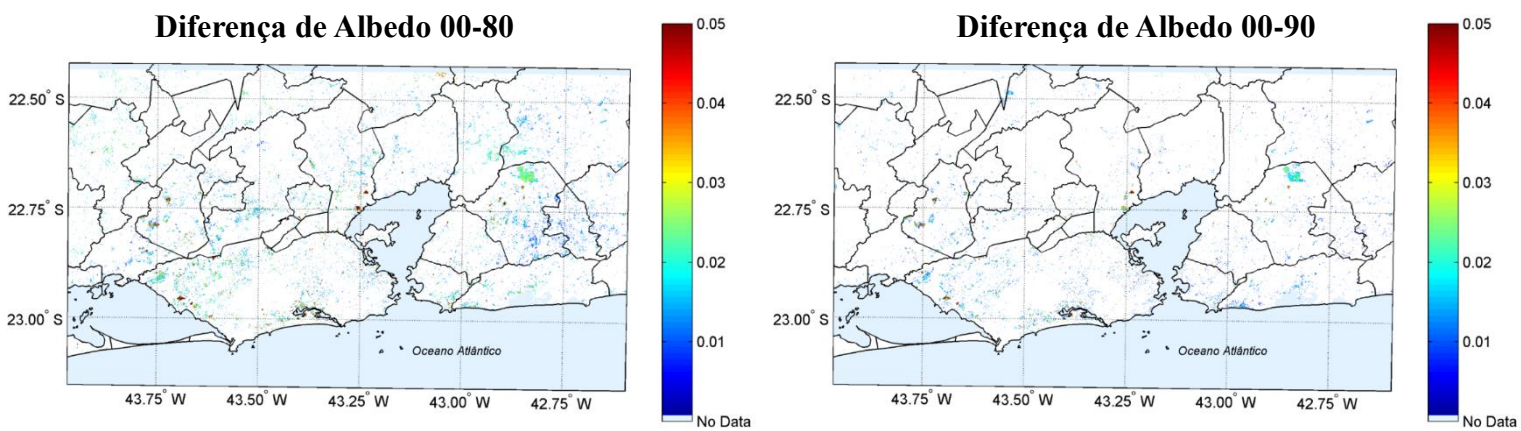 Diferença de Albedo 00-80
0.05
0.04
0.03
0.02
0.01
No Data
22.50° S
22.75° S
23.00° S
43.75° W
43.50° W
43.25° W
43.00° W
42.75° W
Oceano Atlântico
Diferença de Albedo 00-90
0.05
0.04
0.03
0.02
0.01
No Data
22.50° S
22.75° S
23.00° S
43.75° W
43.50° W
43.25° W
43.00° W
42.75° W
Oceano Atlântico